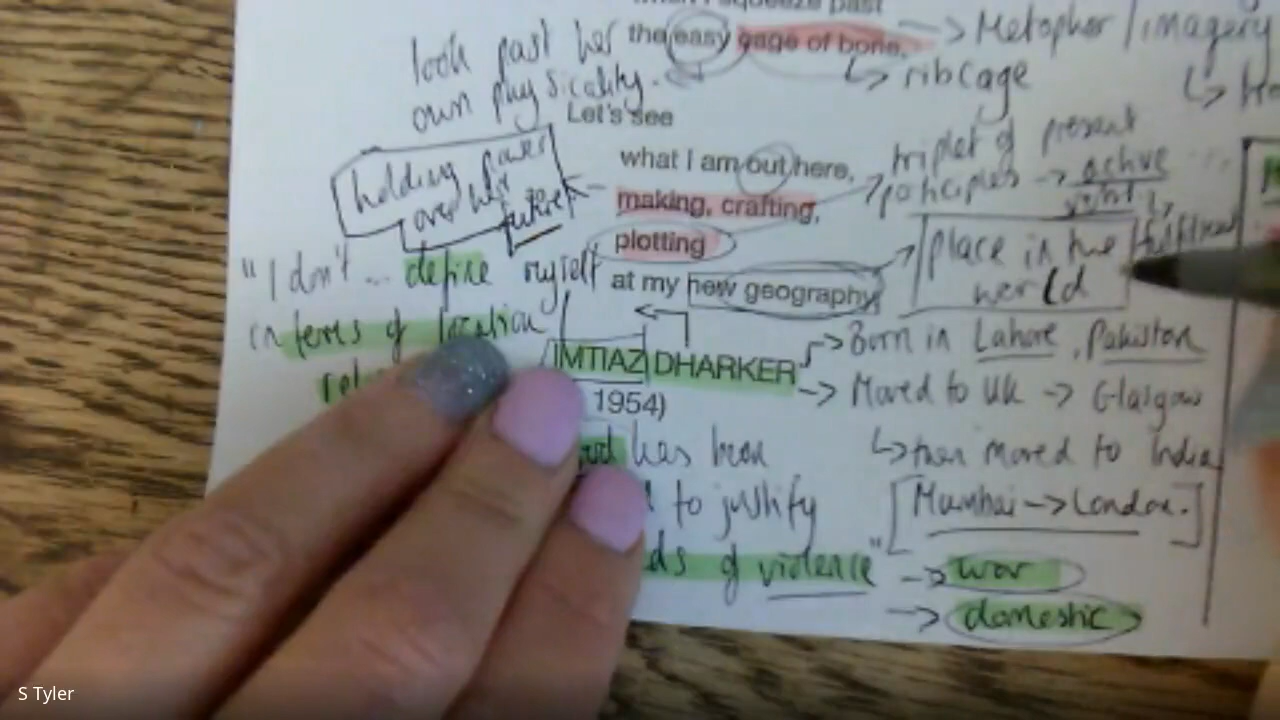 when I squeeze past
the easy cage of bone.
-> Metaphor / imagery
↳ ribcage
look past her
own physicality.
Let's see
what I am out here,
making, crafting,
plotting
at my new geography.
triplet of present
participles -> active
holding power
over her
future
place in the
world
"I don't ... define myself
in terms of location
IMTIAZ DHARKER
1954)
-> Born in Lahore, Pakistan
-> Moved to UK -> Glasgow
↳ then moved to India
[Mumbai -> London.]
has been
to justify
of violence"
-> war
-> domestic
S Tyler